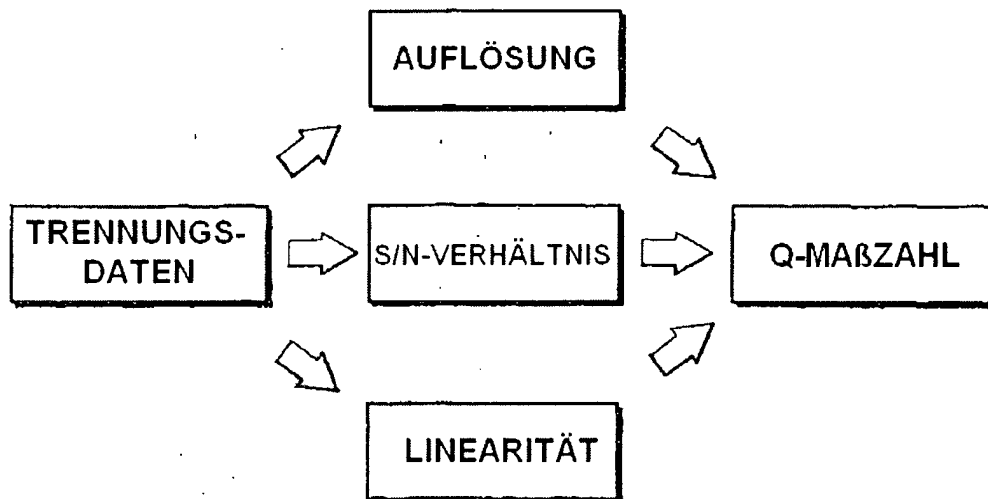 AUFLÖSUNG
TRENNUNGS-
DATEN
S/N-VERHÄLTNIS
Q-MAßZAHL
LINEARITÄT